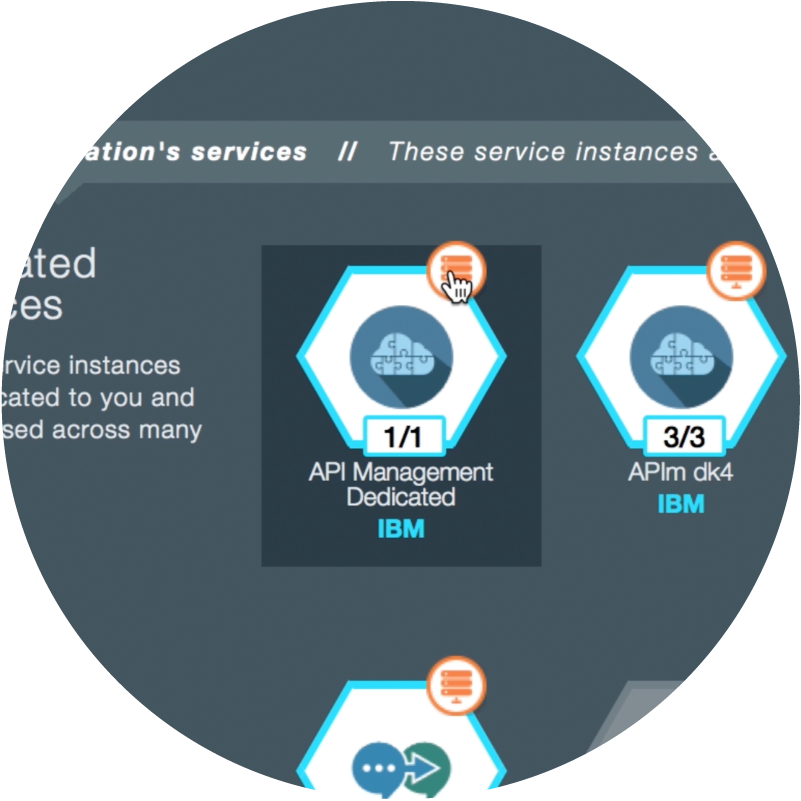 ation's services // These service instances a
ated
ces
rvice instances
cated to you and
sed across many
1/1
API Management
Dedicated
IBM
3/3
APIm dk4
IBM